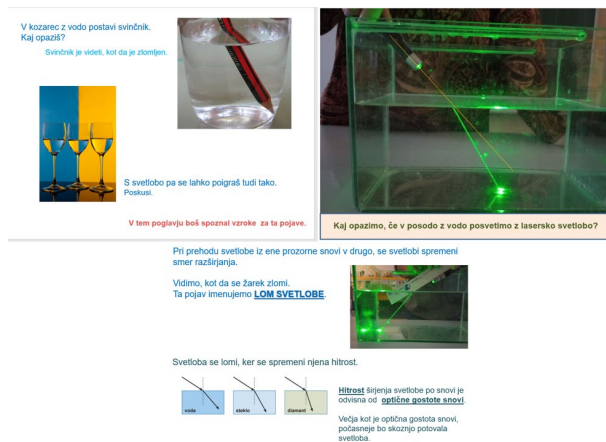 V kozarec z vodo postavi svinčnik.
Kaj opaziš?
Svinčnik je videti, kot da je zlomljen.
S svetlobo pa se lahko poigraš tudi tako.
Poskusi.
V tem poglavju boš spoznal vzroke za ta pojave.
Kaj opazimo, če v posodo z vodo posvetimo z lasersko svetlobo?
Pri prehodu svetlobe iz ene prozorne snovi v drugo, se svetlobi spremeni
smer razširjanja.
Vidimo, kot da se žarek zlomi.
Ta pojav imenujemo LOM SVETLOBE.
Svetloba se lomi, ker se spremeni njena hitrost.
voda
steklo
diamant
Hitrost širjenja svetlobe po snovi je
odvisna od optične gostote snovi.
Večja kot je optična gostota snovi,
počasneje bo skoznjo potovala
svetloba.